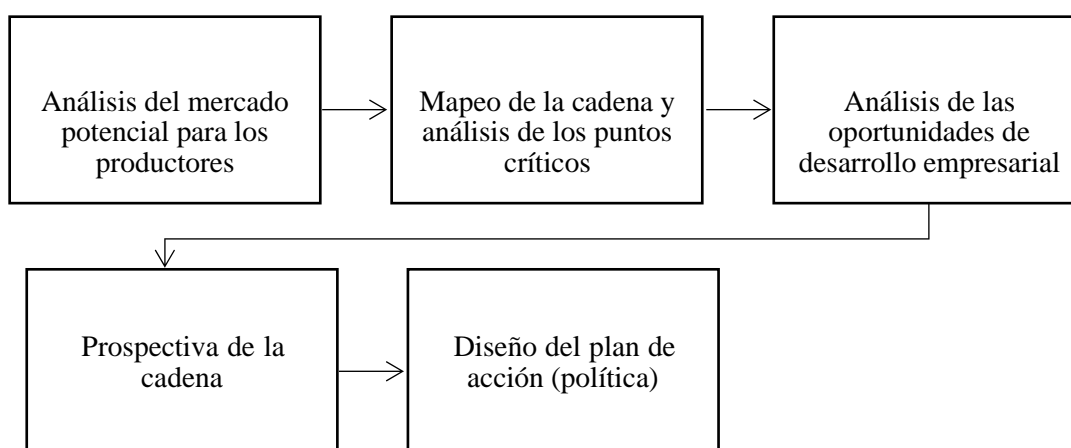 Análisis del mercado
potencial para los
productores
Mapeo de la cadena y
análisis de los puntos
críticos
Análisis de las
oportunidades de
desarrollo empresarial
Prospectiva de la
cadena
Diseño del plan de
acción (política)